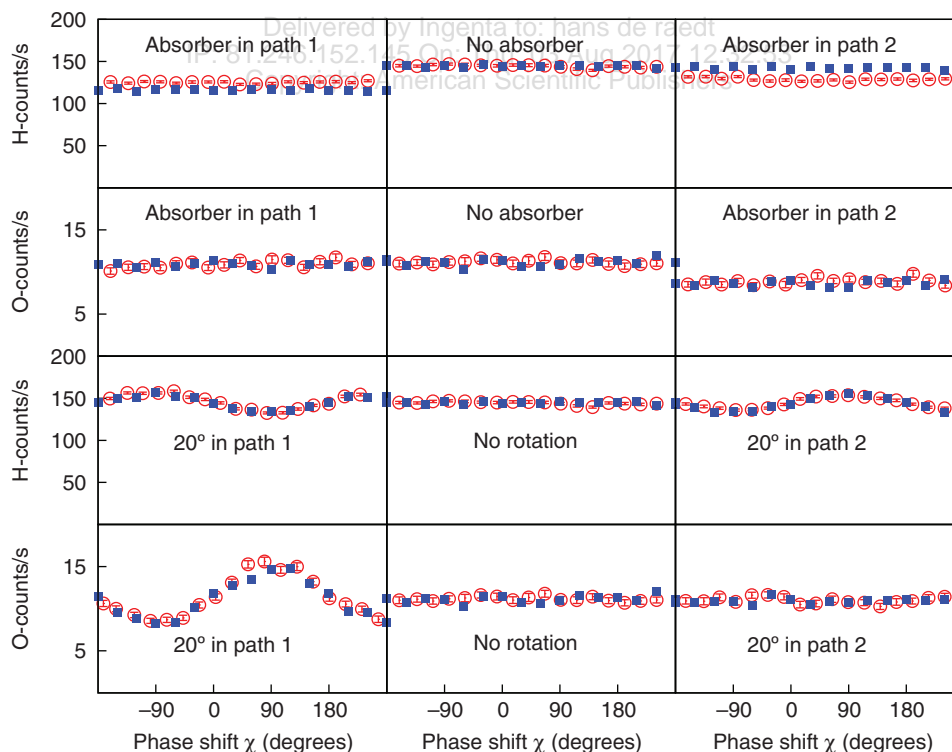 Delivered by Ingenta to: hans de raedt
200
150
100
50
H-counts/s
Absorber in path 1
No absorber
Absorber in path 2
15
5
O-counts/s
Absorber in path 1
No absorber
Absorber in path 2
200
150
100
50
H-counts/s
20° in path 1
No rotation
20° in path 2
15
5
O-counts/s
20° in path 1
No rotation
20° in path 2
–90 0 90 180 –90 0 90 180 –90 0 90 180
Phase shift χ (degrees) Phase shift χ (degrees) Phase shift χ (degrees)